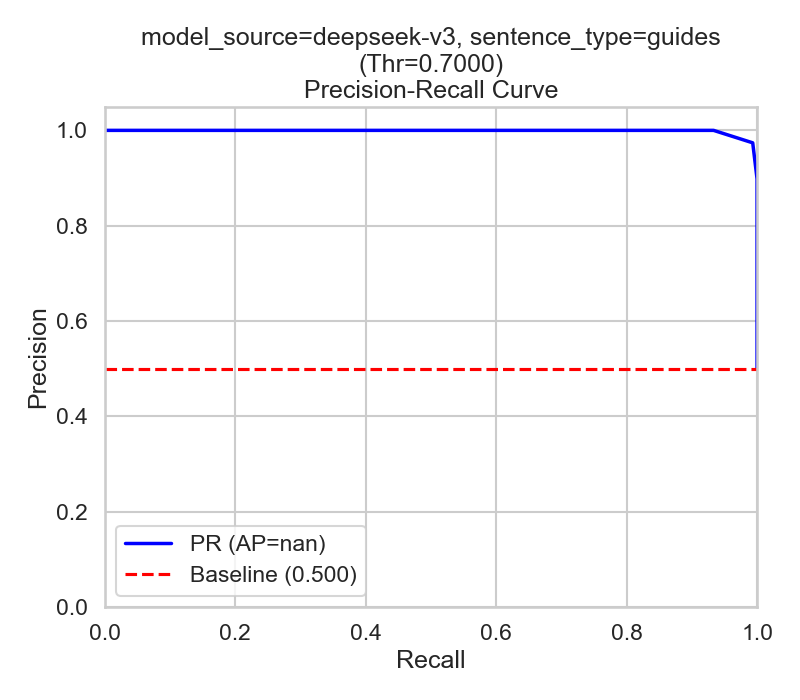 model_source=deepseek-v3, sentence_type=guides
(Thr=0.7000)
Precision-Recall Curve
1.0
0.8
0.6
0.4
0.2
0.0
Precision
PR (AP=nan)
Baseline (0.500)
0.0 0.2 0.4 0.6 0.8 1.0
Recall